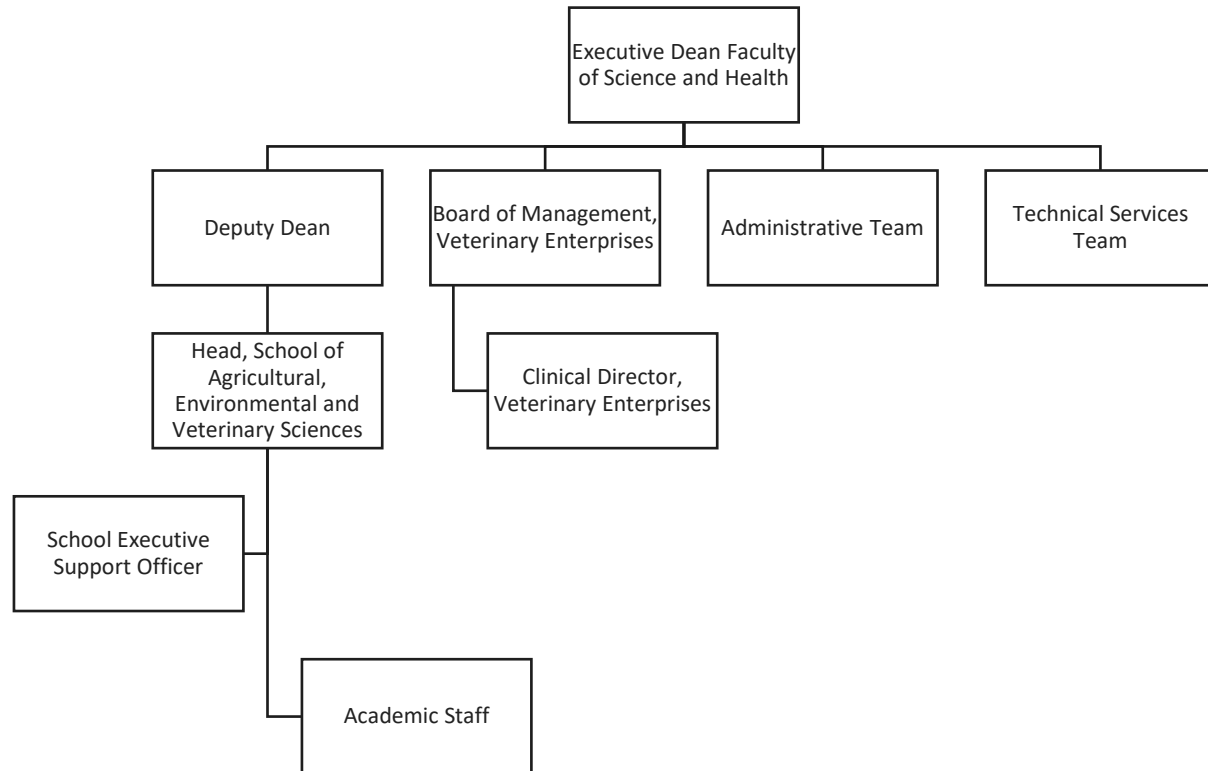 Executive Dean Faculty
of Science and Health
Deputy Dean
Board of Management,
Veterinary Enterprises
Administrative Team
Technical Services
Team
Head, School of
Agricultural,
Environmental and
Veterinary Sciences
Clinical Director,
Veterinary Enterprises
School Executive
Support Officer
Academic Staff